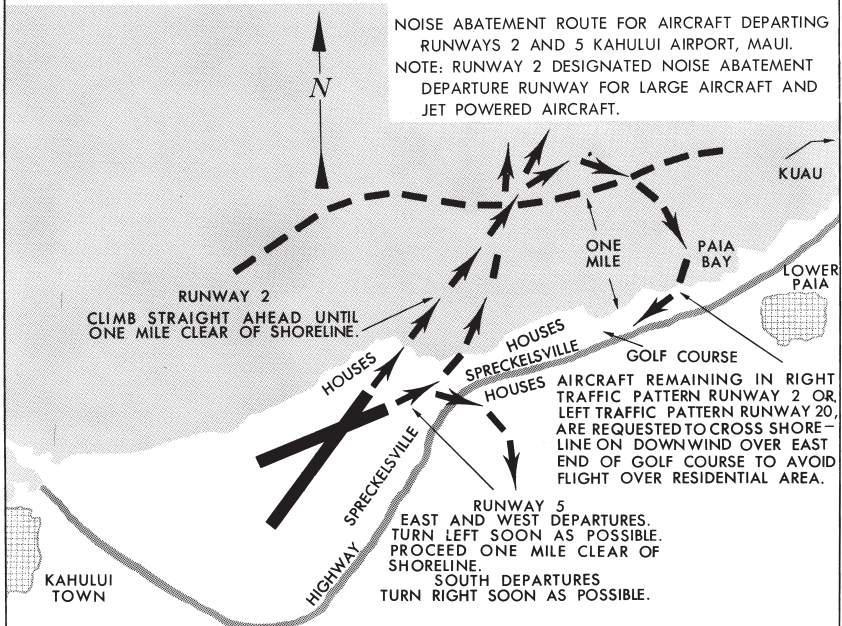 NOISE ABATEMENT ROUTE FOR AIRCRAFT DEPARTING
RUNWAYS 2 AND 5 KAHULUI AIRPORT, MAUI.
NOTE: RUNWAY 2 DESIGNATED NOISE ABATEMENT
DEPARTURE RUNWAY FOR LARGE AIRCRAFT AND
JET POWERED AIRCRAFT.
N
KUAU
ONE
MILE
PAIA
BAY
LOWER
PAIA
RUNWAY 2
CLIMB STRAIGHT AHEAD UNTIL
ONE MILE CLEAR OF SHORELINE.
HOUSES
HOUSES
SPRECKELSVILLE
HOUSES
GOLF COURSE
AIRCRAFT REMAINING IN RIGHT
TRAFFIC PATTERN RUNWAY 2 OR
LEFT TRAFFIC PATTERN RUNWAY 20,
ARE REQUESTED TO CROSS SHORE-
LINE ON DOWNWIND OVER EAST
END OF GOLF COURSE TO AVOID
FLIGHT OVER RESIDENTIAL AREA.
SPRECKELSVILLE
HIGHWAY
RUNWAY 5
EAST AND WEST DEPARTURES.
TURN LEFT SOON AS POSSIBLE.
PROCEED ONE MILE CLEAR OF
SHORELINE.
SOUTH DEPARTURES
TURN RIGHT SOON AS POSSIBLE.
KAHULUI
TOWN